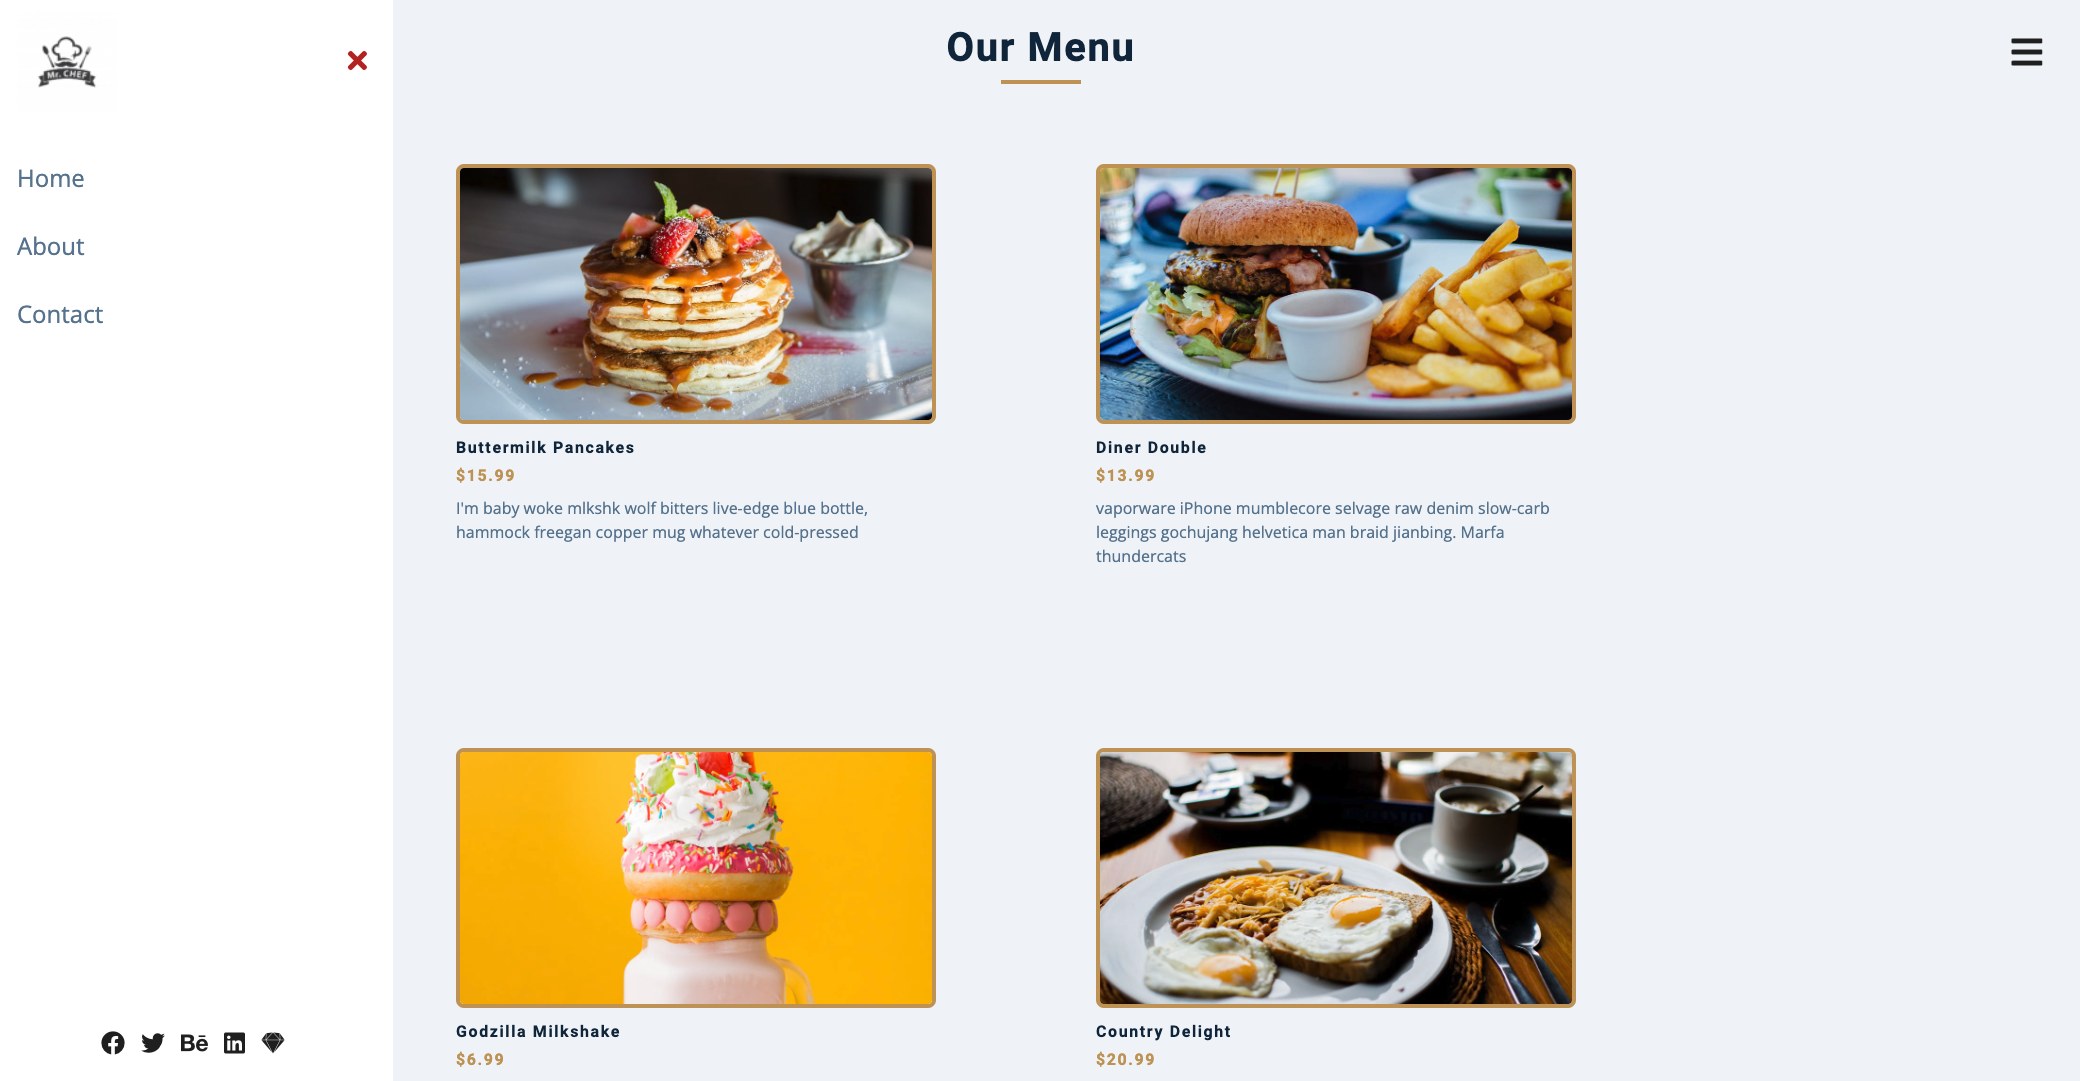 Mr. CHEF
Home
About
Contact
Our Menu
Buttermilk Pancakes
$15.99
I'm baby woke mlkshk wolf bitters live-edge blue bottle,
hammock freegan copper mug whatever cold-pressed
Diner Double
$13.99
vaporware iPhone mumblecore selvage raw denim slow-carb
leggings gochujang helvetica man braid jianbing. Marfa
thundercats
Godzilla Milkshake
$6.99
Country Delight
$20.99
Bē
in